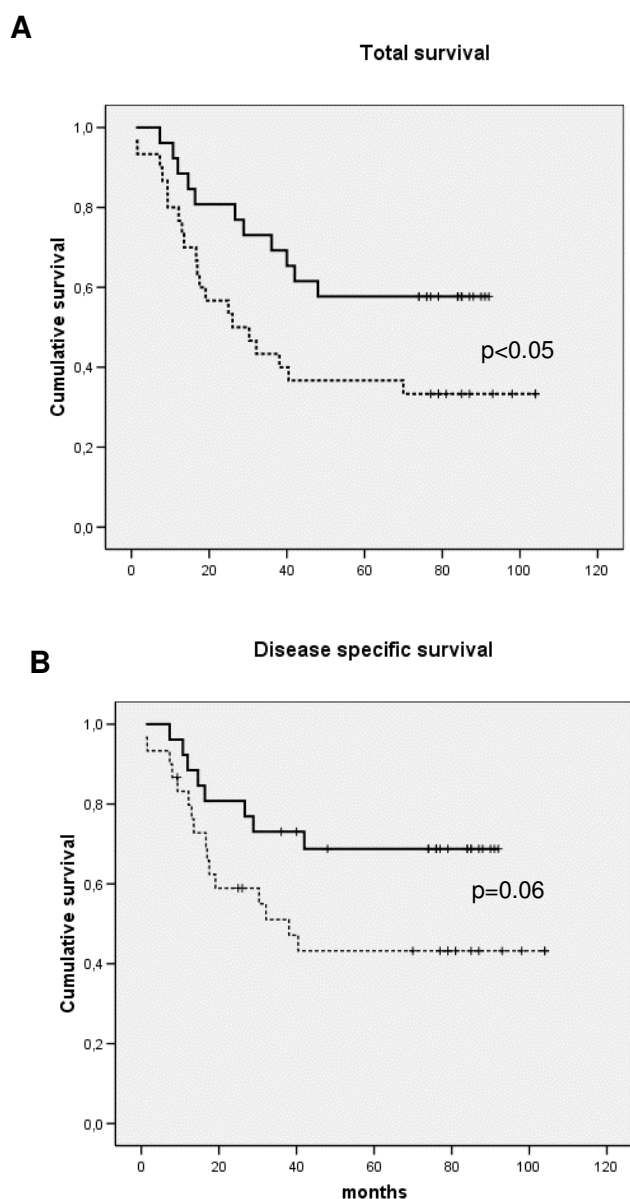 A
Total survival
Cumulative survival
1,0
0,8
0,6
0,4
0,2
0,0
p<0.05
0 20 40 60 80 100 120
B
Disease specific survival
Cumulative survival
1,0
0,8
0,6
0,4
0,2
0,0
p=0.06
0 20 40 60 80 100 120
months